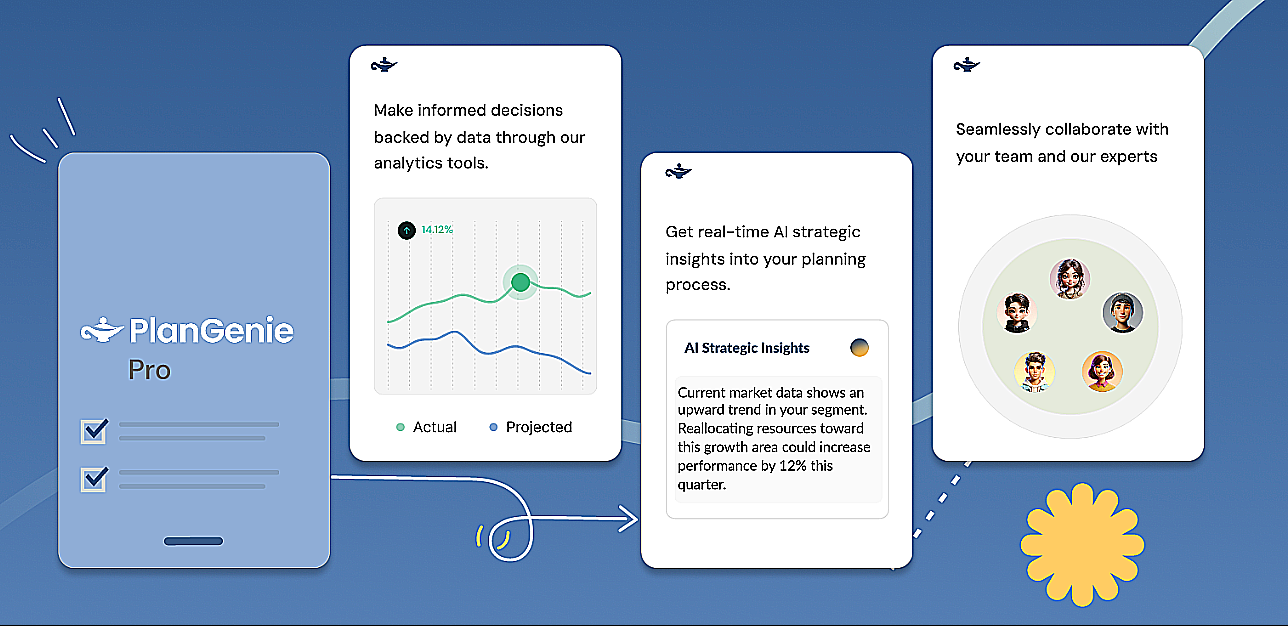 PlanGenie
Pro
Make informed decisions
backed by data through our
analytics tools.
14.12%
Actual
Projected
Get real-time AI strategic
insights into your planning
process.
AI Strategic Insights
Current market data shows an
upward trend in your segment.
Reallocating resources toward
this growth area could increase
performance by 12% this
quarter.
Seamlessly collaborate with
your team and our experts